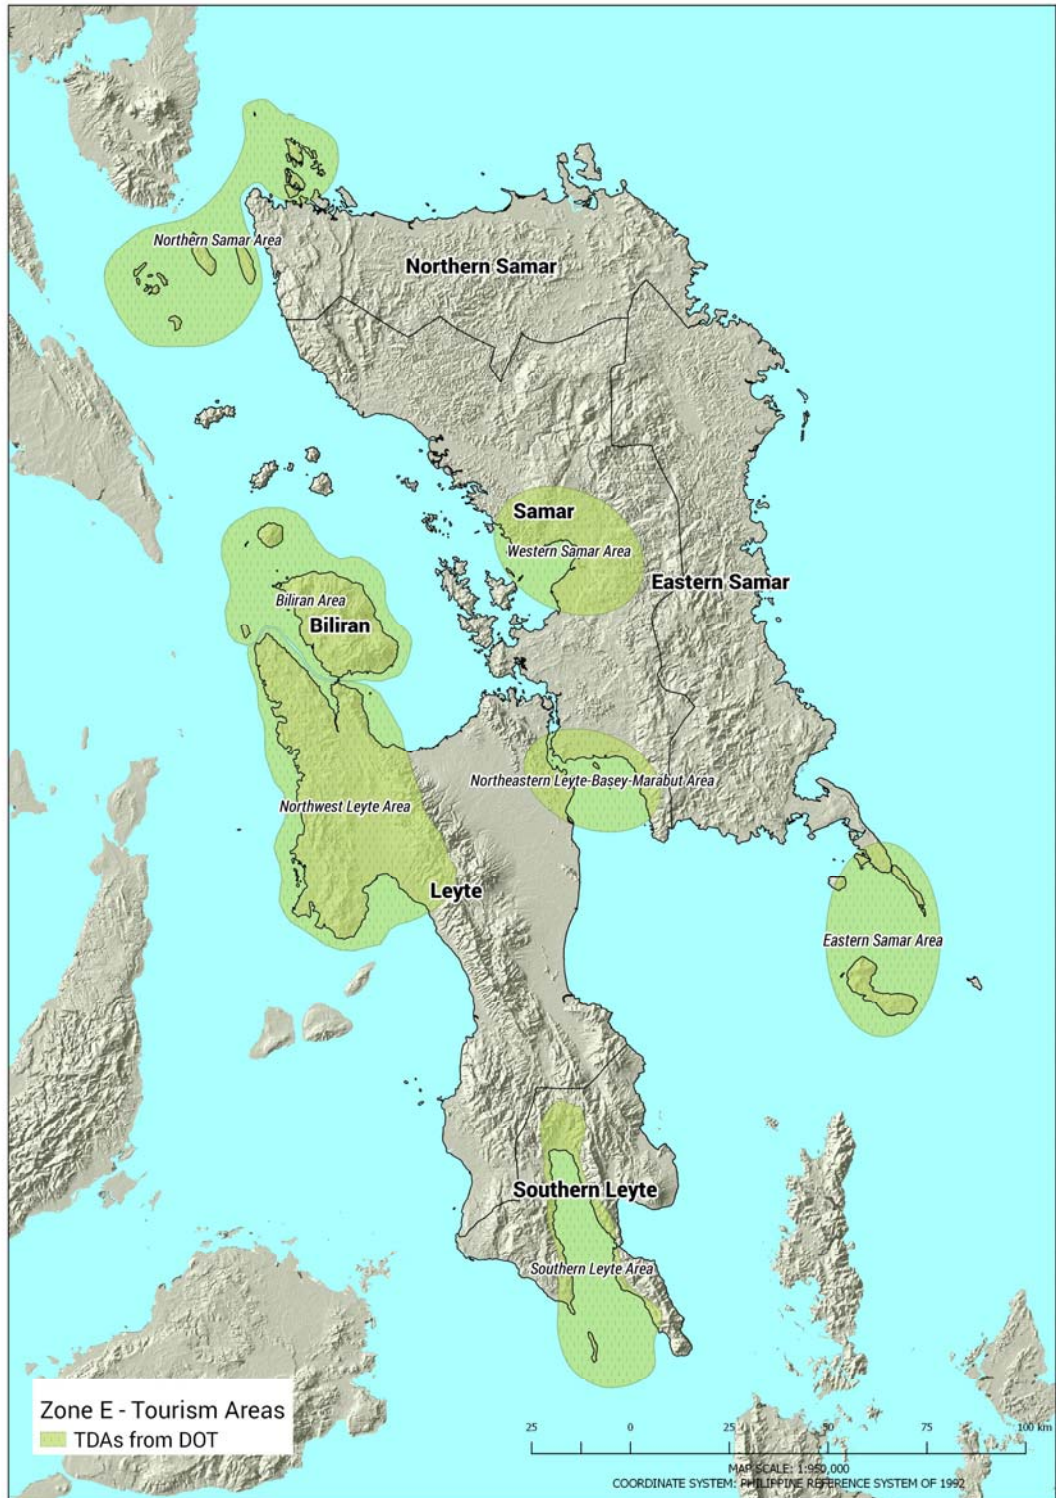 Northern Samar Area
Northern Samar
Samar
Western Samar Area
Eastern Samar
Biliran Area
Biliran
Northeastern Leyte-Basey-Marabut Area
Northwest Leyte Area
Leyte
Eastern Samar Area
Southern Leyte
Southern Leyte Area
Zone E - Tourism Areas
TDAs from DOT
25 0 25 50 75 100 km
MAP SCALE: 1:950,000
COORDINATE SYSTEM: PHILIPPINE REFERENCE SYSTEM OF 1992